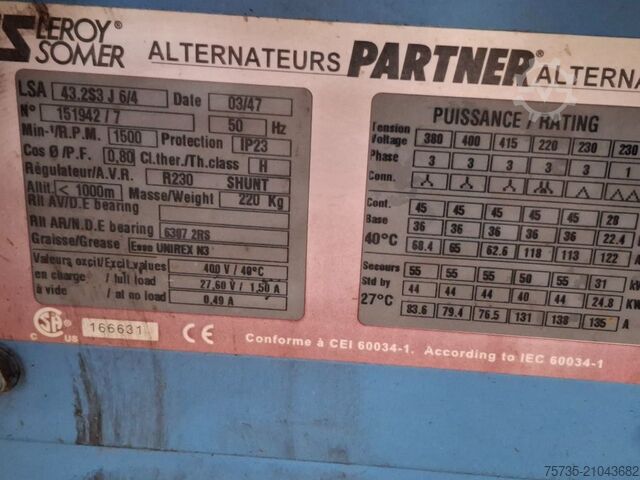 LEROY®
SOMER ALTERNATEURS PARTNER® ALTERNA
LSA 43.2S3 J 6/4 Date 03/47
N° 151942 / 7 50 Hz
Min-¹/R.P.M. 1500 Protection IP23
Cos Ø /P.F. 0,80 Cl.ther./Th.class H
Régulateur/A.V.R. R230 SHUNT
Altit. < 1000m Masse/Weight 220 Kg
Rlt AV/D.E bearing
Rlt AR/N.D.E bearing 6307 2RS
Graisse/Grease Esso UNIREX N3
Valeurs excit/Excit.values 400 V / 40°C
en charge / full load 27,60 V / 1,50 A
à vide / at no load 0,49 A
C US 166631 CE
PUISSANCE / RATING
Tension
Voltage 380 400 415 220 230 230
Phase 3 3 3 3 3 1
Conn.
Cont. 45 45 45 45 45 28
Base 36 36 36 36 36 22.4
40°C 68.4 65 62.6 118 113 122 A
Secours 55 55 55 50 55 31
Std by 44 44 44 40 44 24.8
27°C 83.6 79.4 76.5 131 138 135 A
Conforme à CEI 60034-1. According to IEC 60034-1
75735-21043682